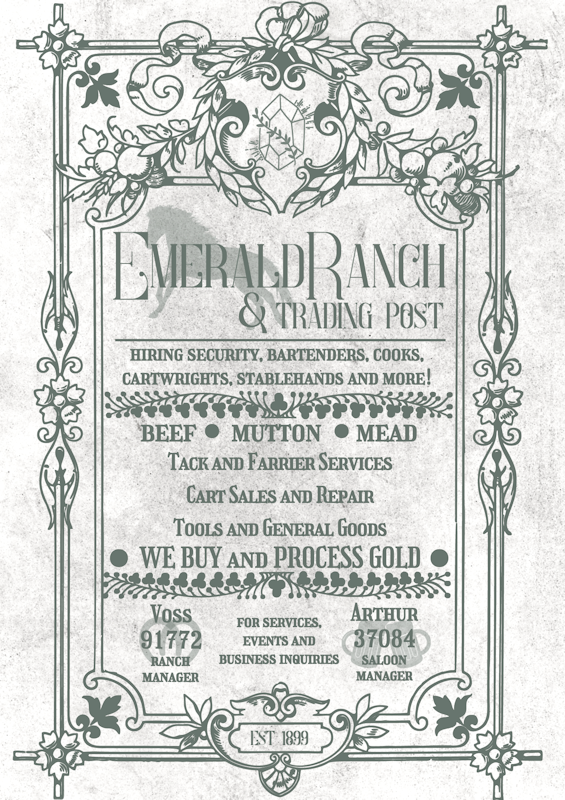 EMERALD RANCH
& TRADING POST
HIRING SECURITY, BARTENDERS, COOKS,
CARTWRIGHTS, STABLEHANDS AND MORE!
BEEF ● MUTTON ● MEAD
TACK AND FARRIER SERVICES
CART SALES AND REPAIR
TOOLS AND GENERAL GOODS
● WE BUY AND PROCESS GOLD ●
VOSS
91772
RANCH
MANAGER
FOR SERVICES,
EVENTS AND
BUSINESS INQUIRIES
ARTHUR
37084
SALOON
MANAGER
EST 1899